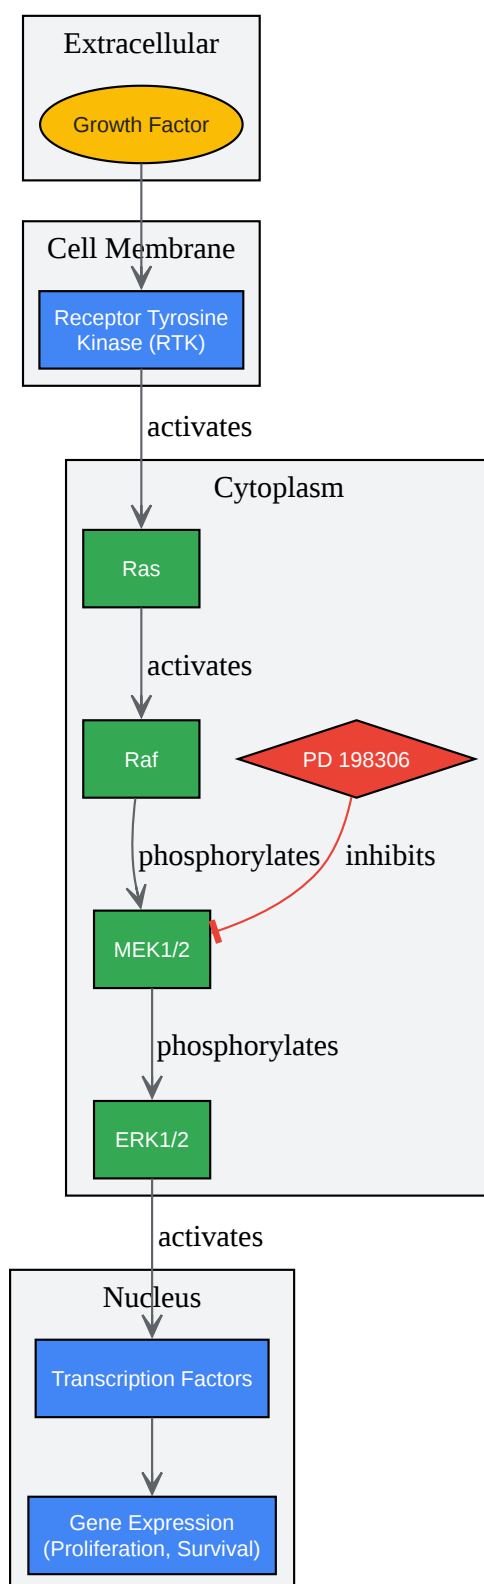 Extracellular
Growth Factor
Cell Membrane
Receptor Tyrosine
Kinase (RTK)
activates
Cytoplasm
Ras
activates
Raf
PD 198306
phosphorylates
inhibits
MEK1/2
phosphorylates
ERK1/2
activates
Nucleus
Transcription Factors
Gene Expression
(Proliferation, Survival)